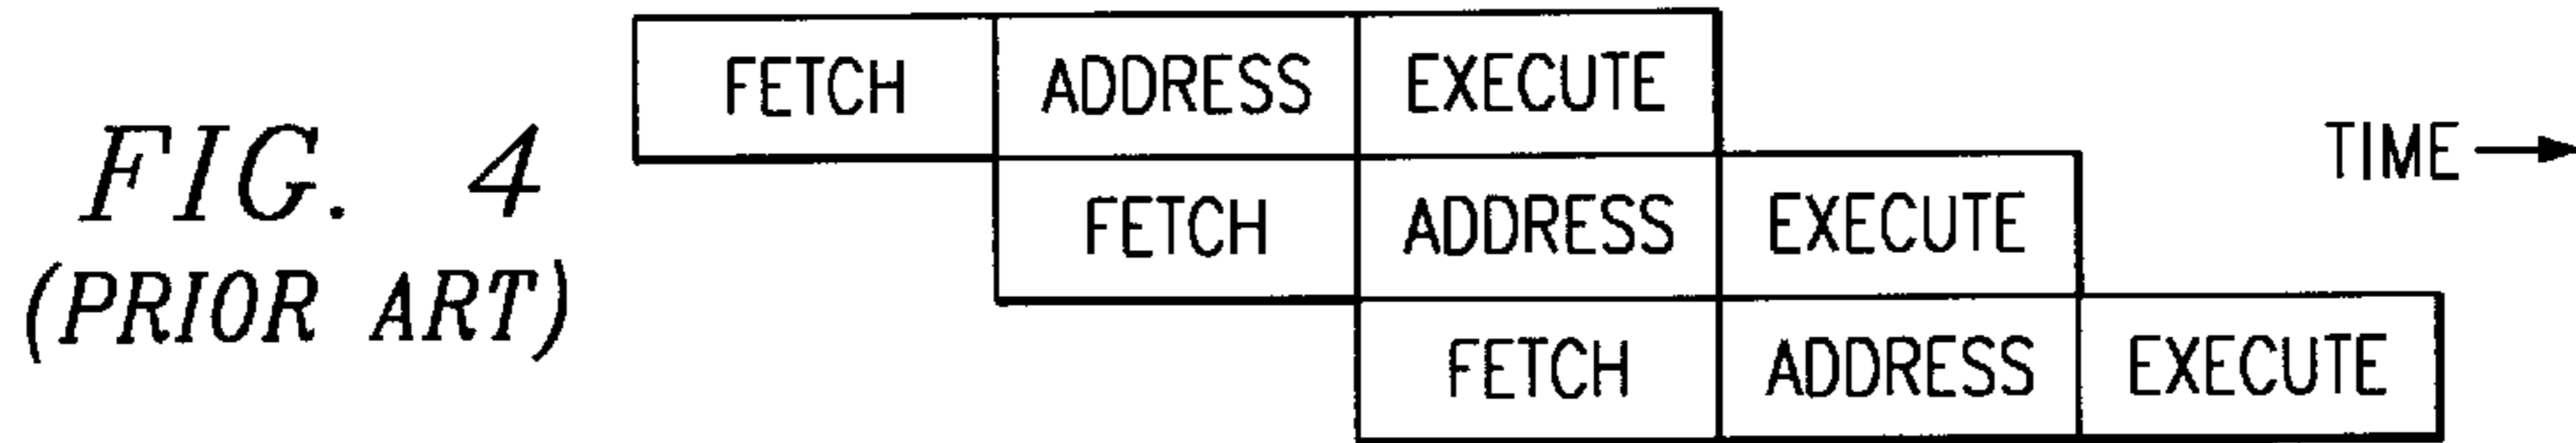 FIG. 4
(PRIOR ART)
FETCH ADDRESS EXECUTE
FETCH ADDRESS EXECUTE
FETCH ADDRESS EXECUTE
TIME